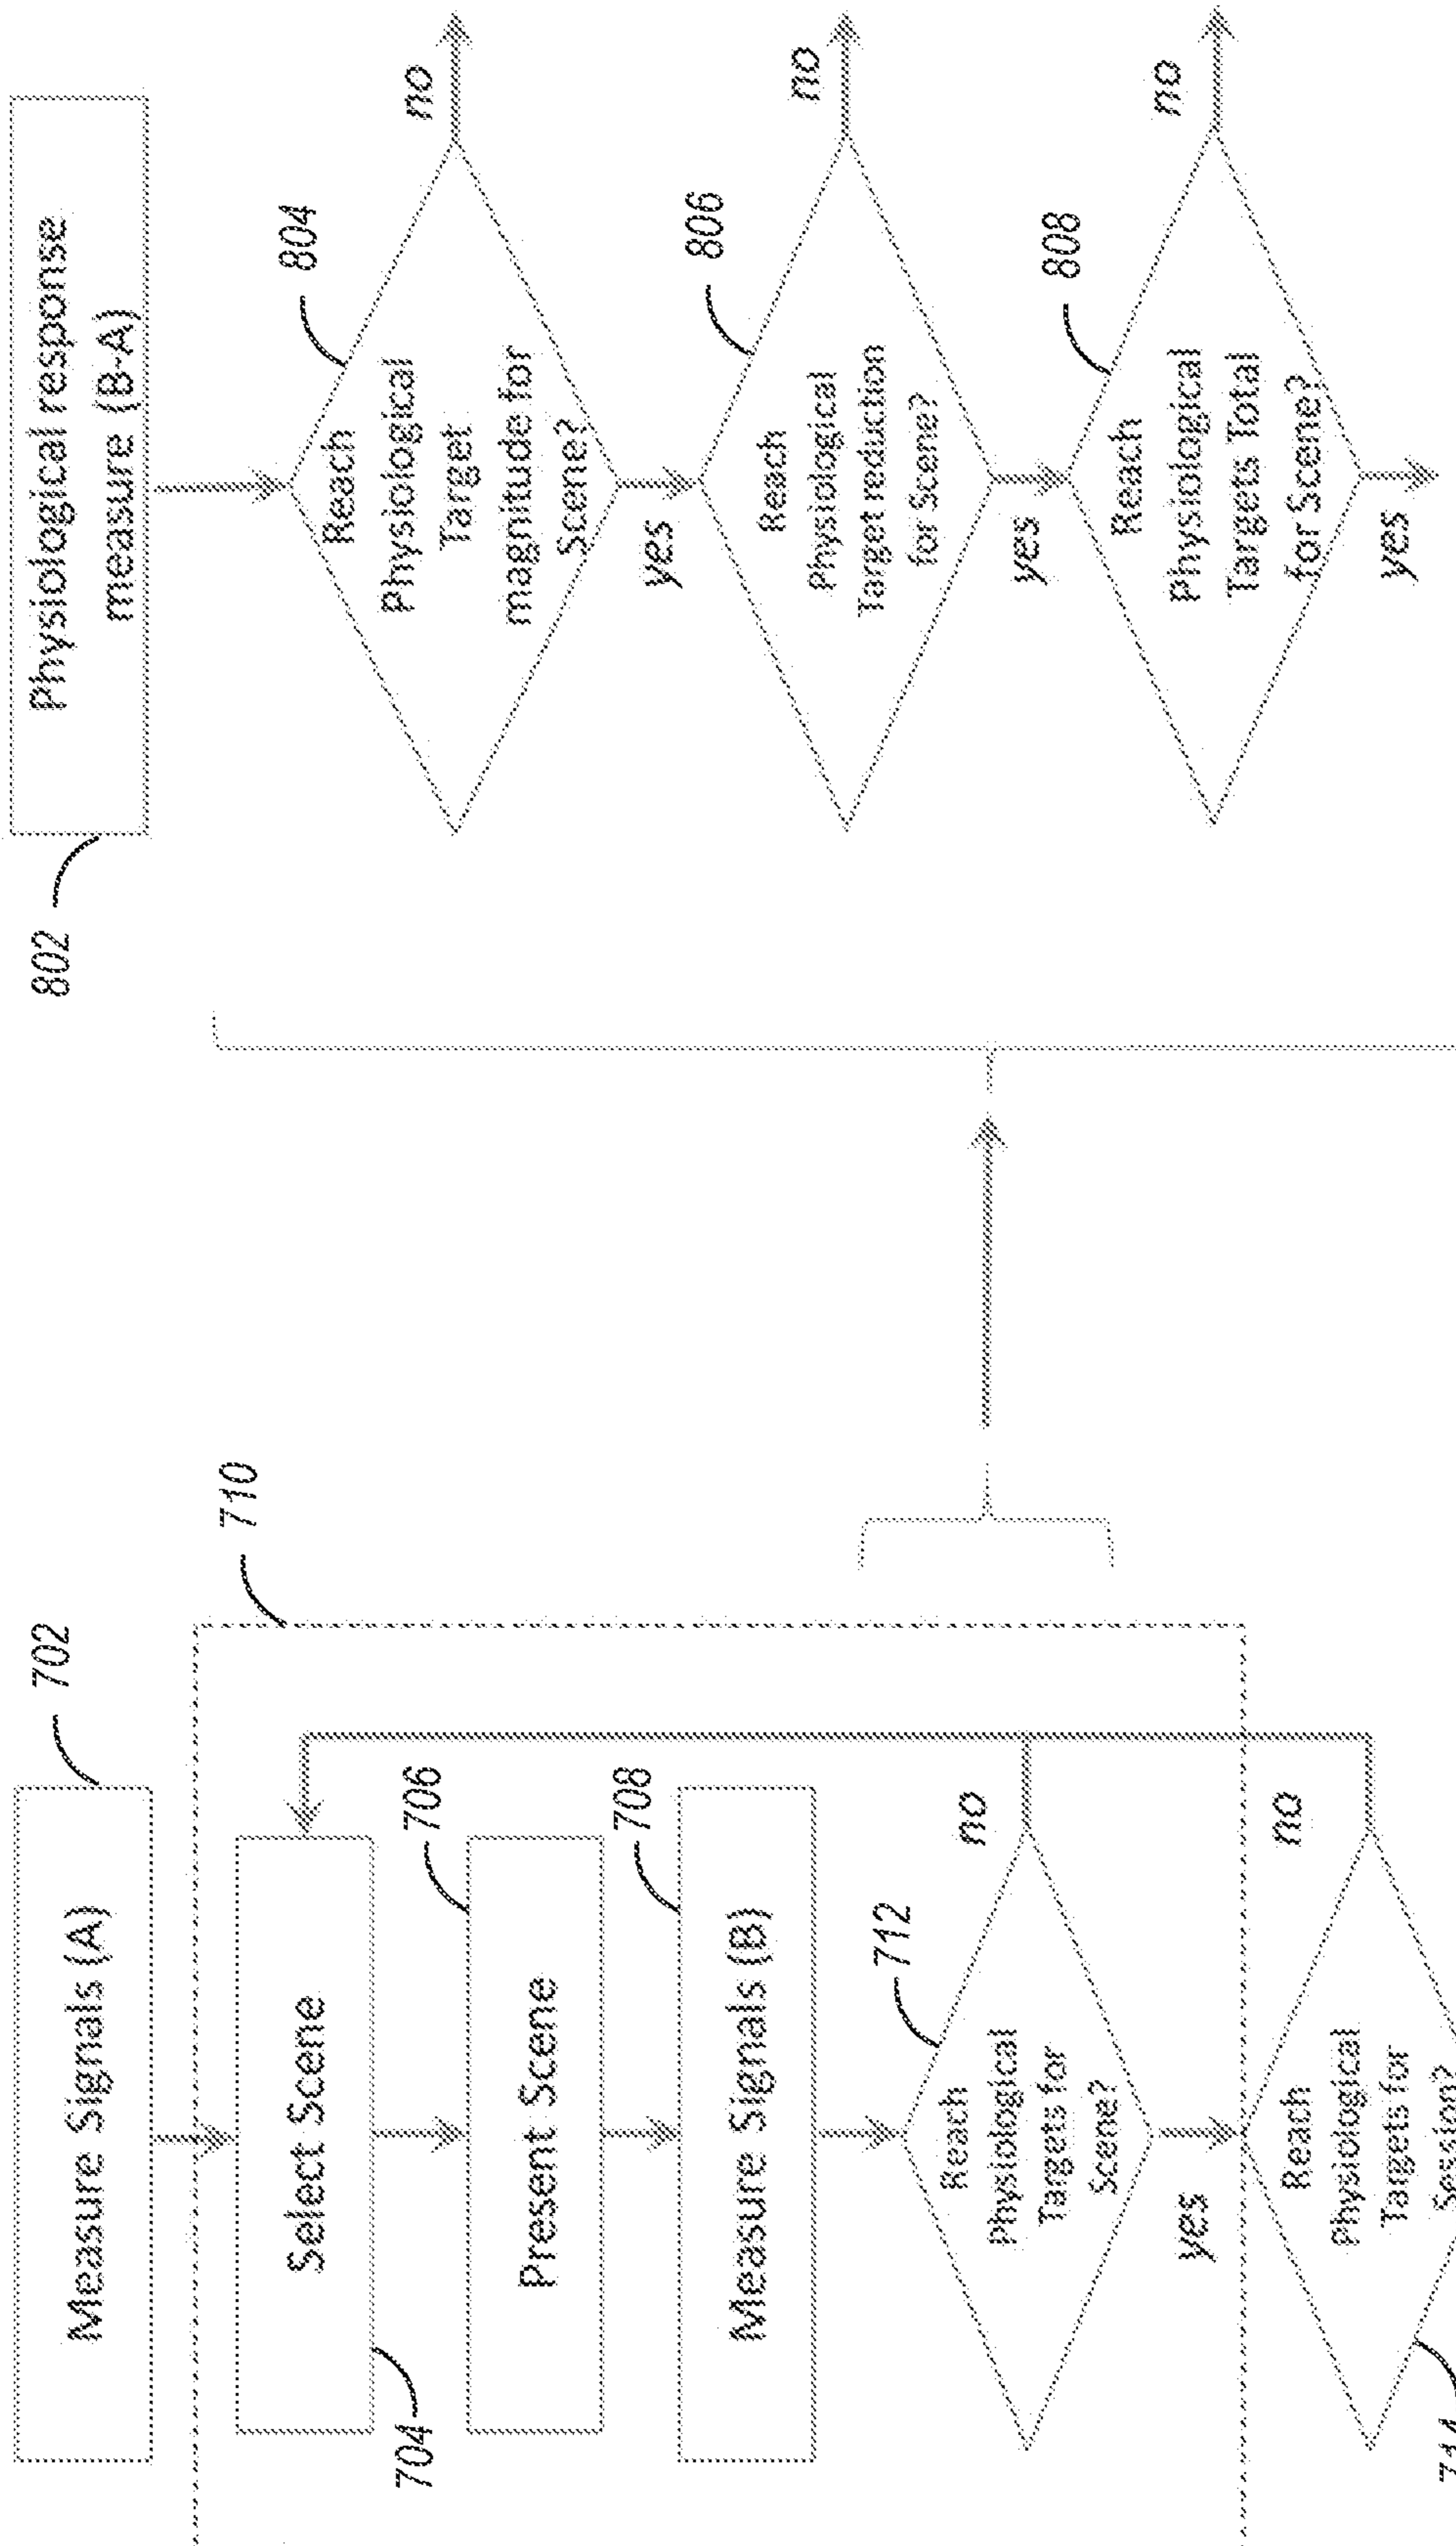 702
Measure Signals (A)
710
Select Scene
704
706
Present Scene
708
Measure Signals (B)
712
Reach
Physiological
Targets for
Scene?
no
yes
Reach
Physiological
Targets for
Session?
no
714
802
Physiological response
measure (B-A)
804
Reach
Physiological
Target
magnitude for
Scene?
no
yes
806
Reach
Physiological
Target reduction
for Scene?
no
yes
808
Reach
Physiological
Targets Total
for Scene?
no
yes